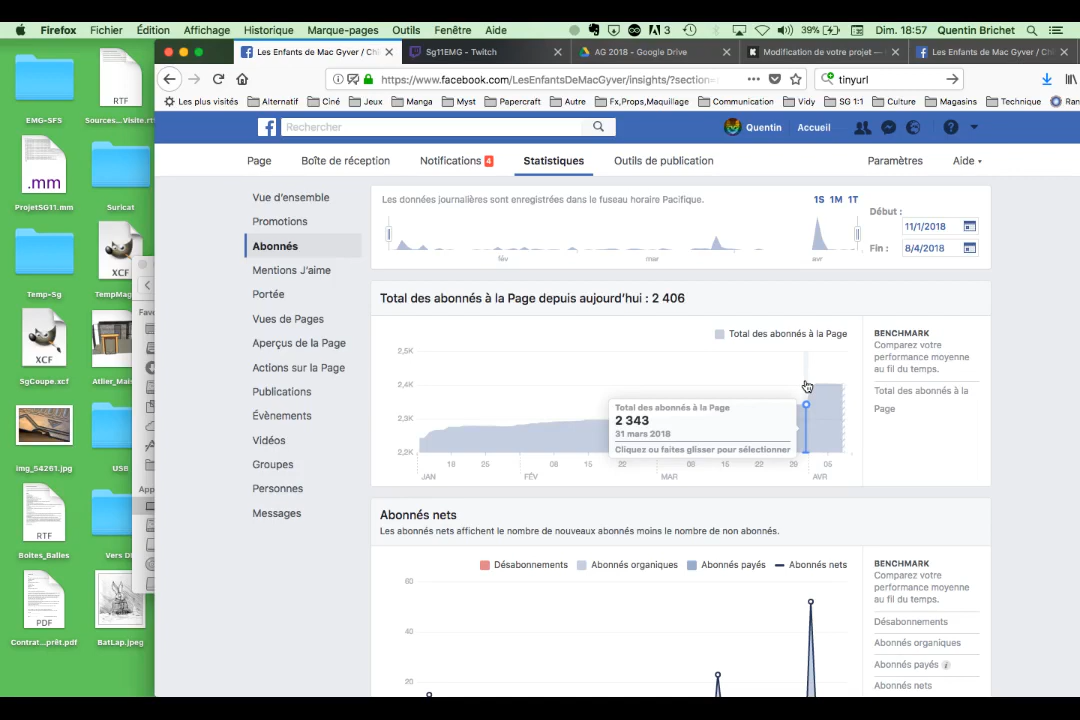 Firefox Fichier Édition Affichage Historique Marque-pages Outils Fenêtre Aide 3 39% Dim. 18:57 Quentin Brichet
Les Enfants de Mac Gyver / Ch
Sg11EMG - Twitch
AG 2018 - Google Drive
Modification de votre projet —
Les Enfants de Mac Gyver / Ch
https://www.facebook.com/LesEnfantsDeMacGyver/insights/?section=
tinyurl
Les plus visités Alternatif Ciné Jeux Manga Myst Papercraft Autre Fx,Props,Maquillage Communication Vidy SG 1:1 Culture Magasins Technique Ran
Rechercher
Quentin Accueil
Page Boîte de réception Notifications 4 Statistiques Outils de publication Paramètres Aide
Vue d'ensemble
Promotions
Abonnés
Mentions J'aime
Portée
Vues de Pages
Aperçus de la Page
Actions sur la Page
Publications
Évènements
Vidéos
Groupes
Personnes
Messages
Les données journalières sont enregistrées dans le fuseau horaire Pacifique.
1S 1M 1T
Début :
11/1/2018
Fin :
8/4/2018
fév mar avr
Total des abonnés à la Page depuis aujourd'hui : 2 406
Total des abonnés à la Page
2,5K
2,4K
2,3K
2,2K
Total des abonnés à la Page
2 343
31 mars 2018
Cliquez ou faites glisser pour sélectionner
18 25 08 15 22 08 15 22 29 05
JAN FÉV MAR AVR
BENCHMARK
Comparez votre
performance moyenne
au fil du temps.
Total des abonnés à la
Page
Abonnés nets
Les abonnés nets affichent le nombre de nouveaux abonnés moins le nombre de non abonnés.
Désabonnements Abonnés organiques Abonnés payés Abonnés nets
60
40
20
BENCHMARK
Comparez votre
performance moyenne
au fil du temps.
Désabonnements
Abonnés organiques
Abonnés payés
Abonnés nets
EMG-SFS
RTF
Sources...Visite.rt
.mm
ProjetSG11.mm
Suricat
Temp-Sg
XCF
TempMag
XCF
SgCoupe.xcf
Atlier_Mai
img_54261.jpg
USB
RTF
Boites_Balles
Vers D
PDF
Contrat...prêt.pdf
BatLap.jpeg
Fav
App